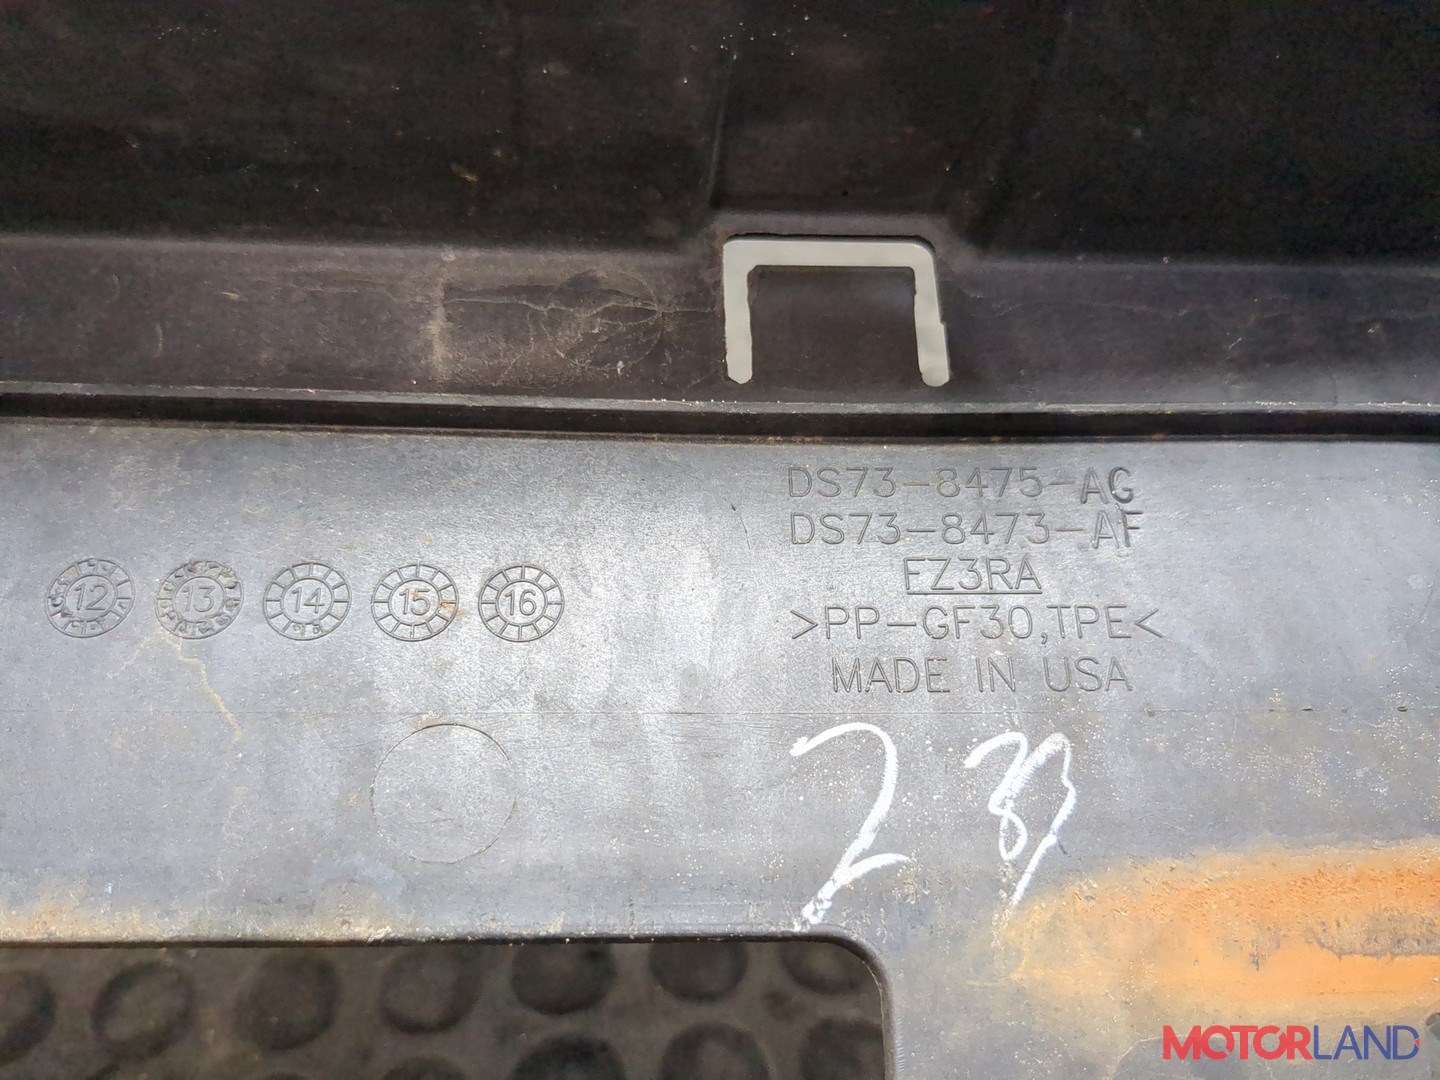 DS73-8475-AG
DS73-8473-AF
FZ3RA
>PP-GF30,TPE<
MADE IN USA
12 13 14 15 16
MOTORLAND